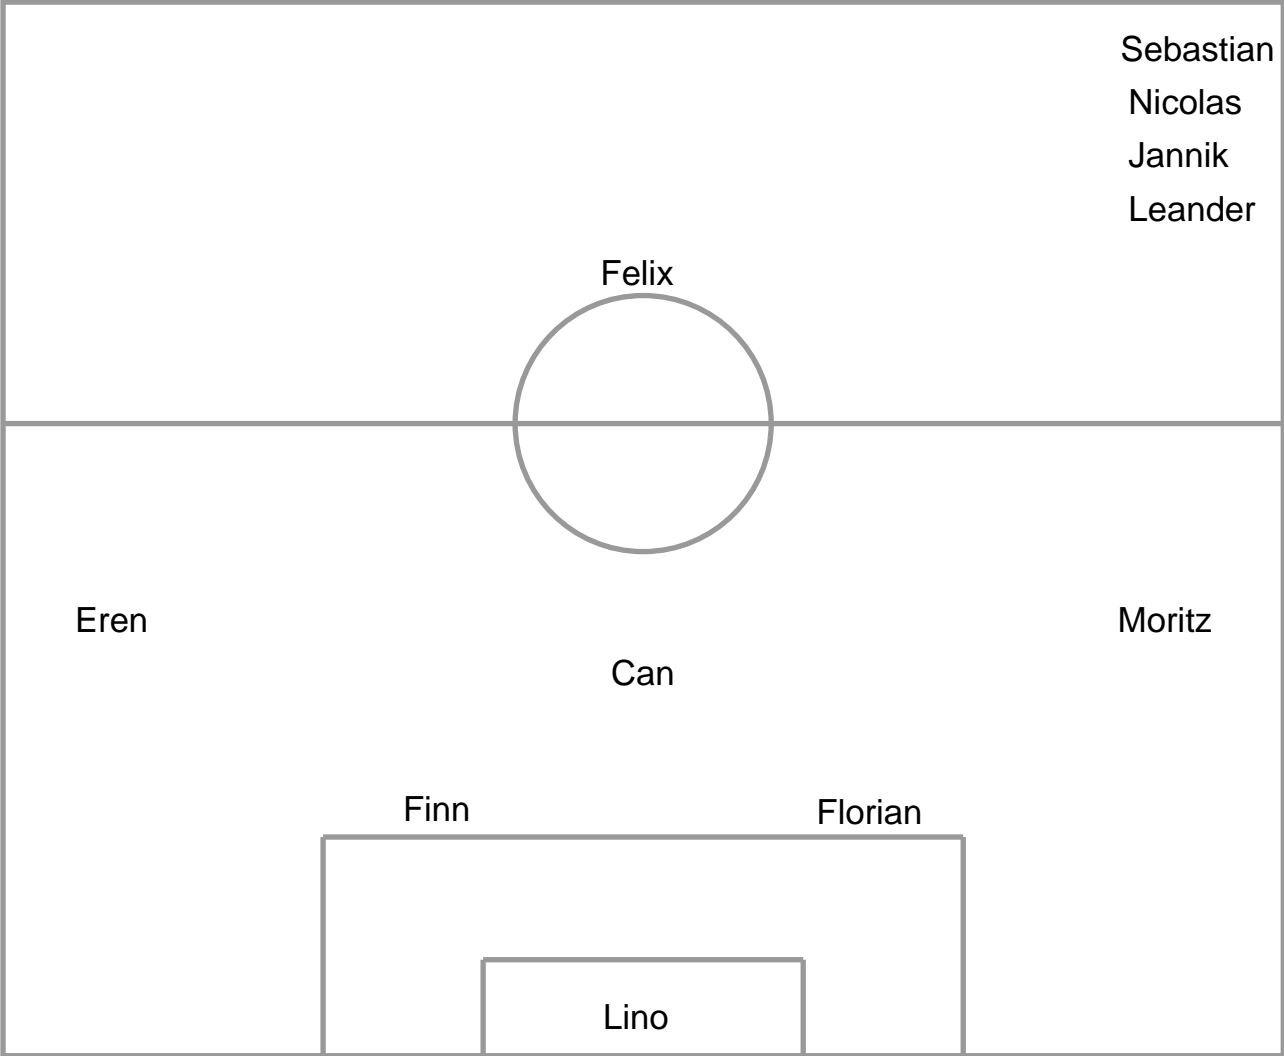 Sebastian
Nicolas
Jannik
Leander
Felix
Eren
Moritz
Can
Finn
Florian
Lino